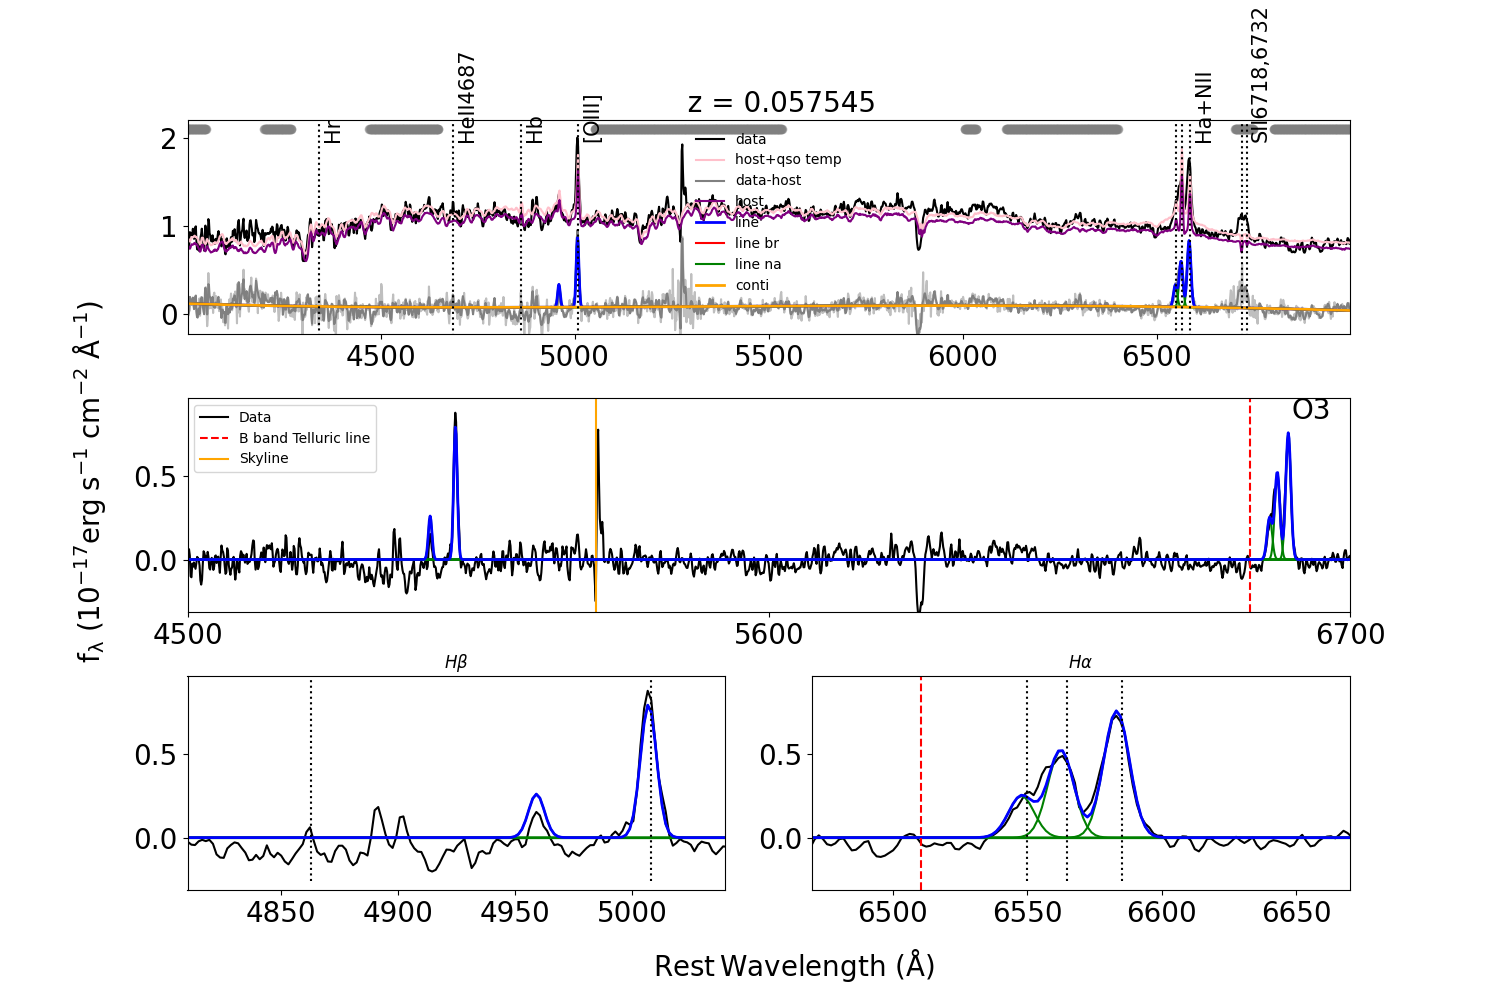 z = 0.057545
Hr
HeII4687
Hb
[OIII]
Ha+NII
SII6718,6732
data
host+qso temp
data-host
host
line
line br
line na
conti
2
1
0
4500
5000
5500
6000
6500
f_λ (10^−17 erg s^−1 cm^−2 Å^−1)
Data
B band Telluric line
Skyline
O3
0.5
0.0
4500
5600
6700
Hβ
0.5
0.0
4850
4900
4950
5000
Hα
0.5
0.0
6500
6550
6600
6650
Rest Wavelength (Å)